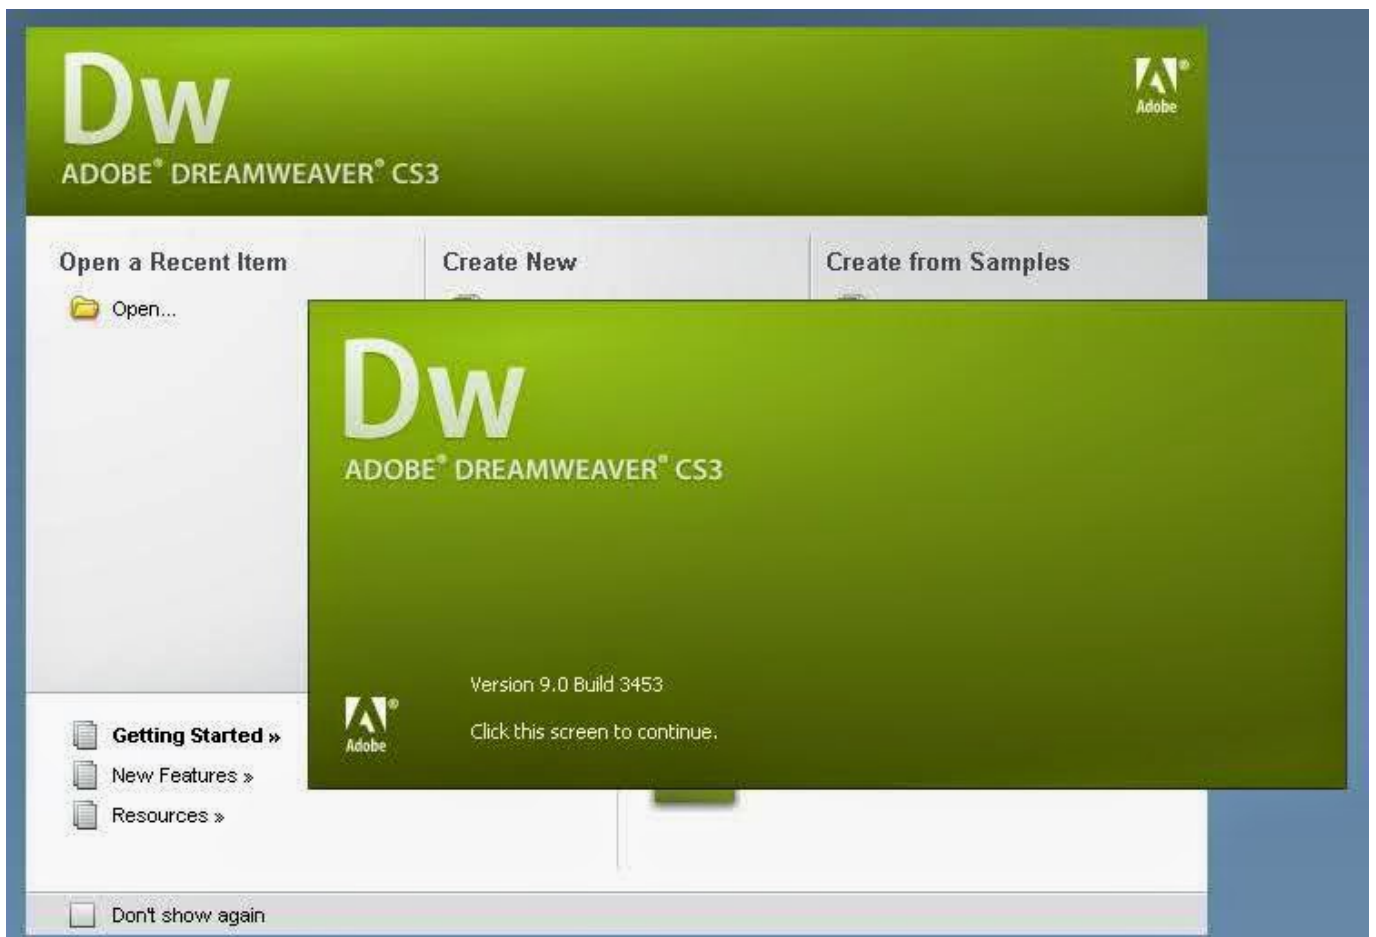 Dw
ADOBE® DREAMWEAVER® CS3
Adobe®
Open a Recent Item
Create New
Create from Samples
Open...
Dw
ADOBE® DREAMWEAVER® CS3
Version 9.0 Build 3453
Click this screen to continue.
Adobe®
Getting Started »
New Features »
Resources »
Don't show again